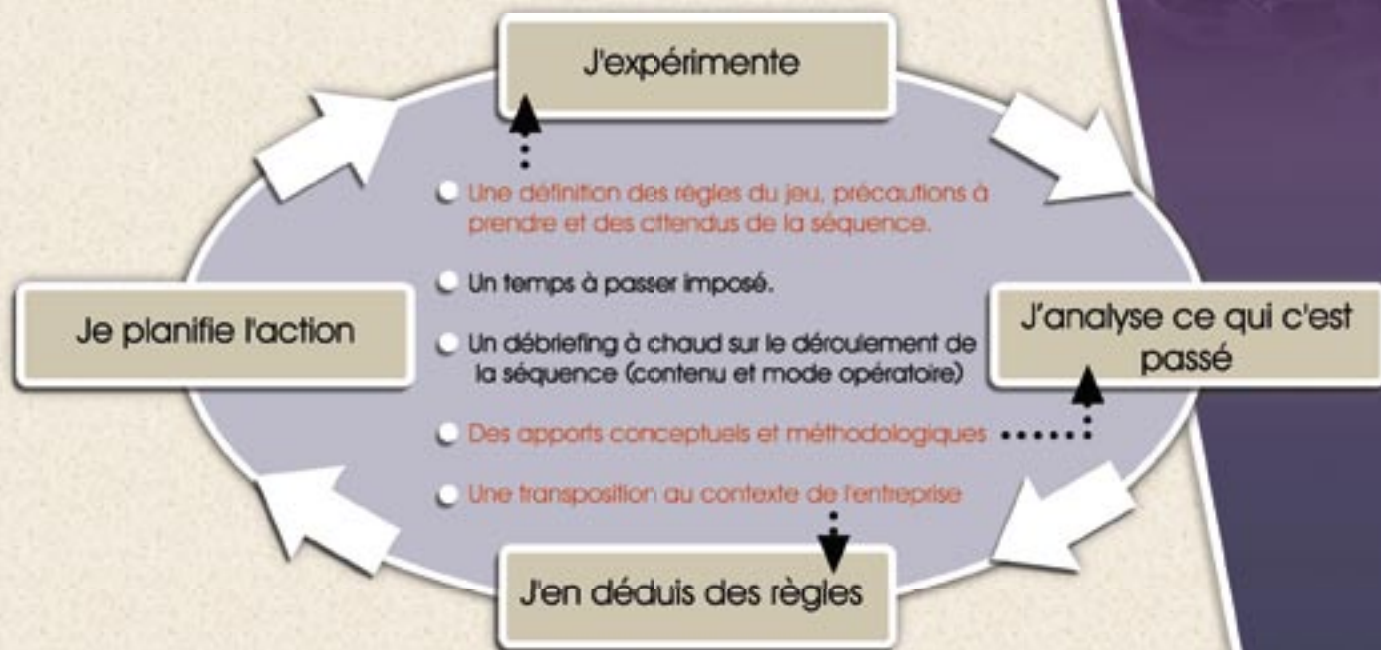 J'expérimente
Une définition des règles du jeu, précautions à
prendre et des cttendus de la séquence.
Un temps à passer imposé.
Je planifie l'action
J'analyse ce qui c'est
passé
Un débriefing à chaud sur le déroulement de
la séquence (contenu et mode opératoire)
Des apports conceptuels et méthodologiques
Une transposition au contexte de l'entreprise
J'en déduis des règles